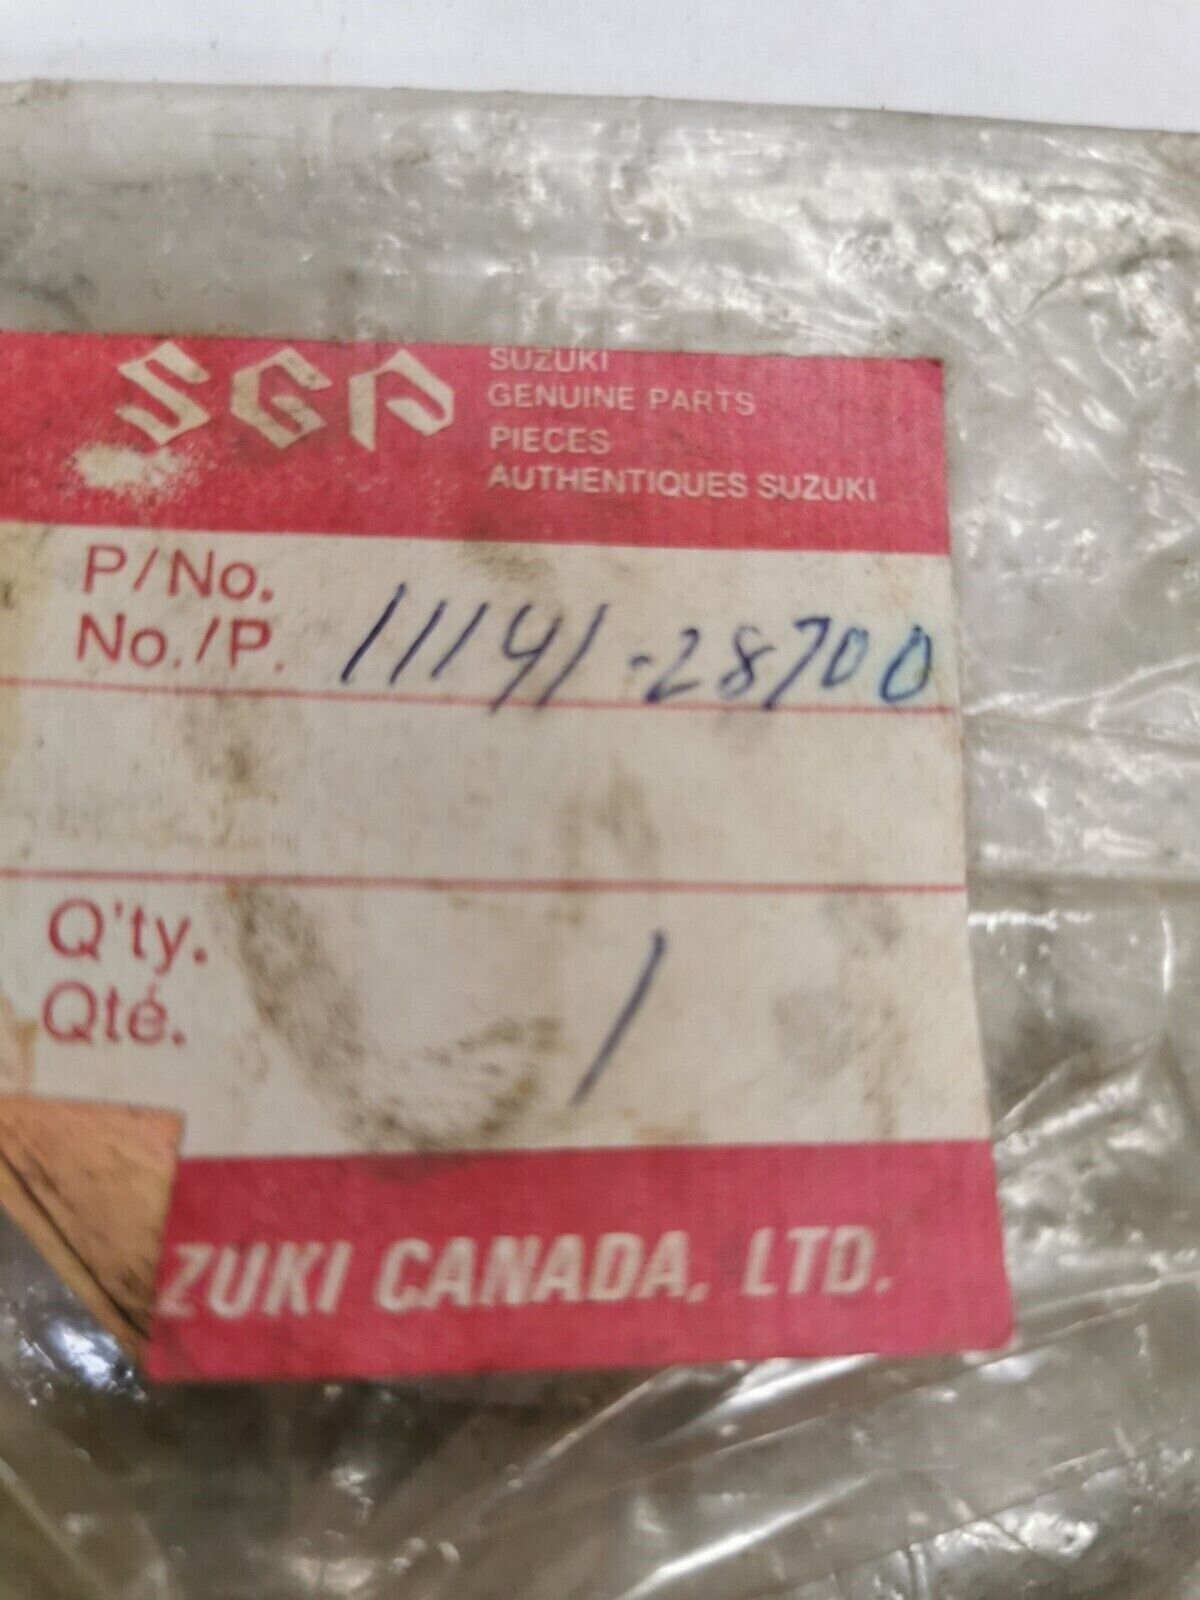 SGP
SUZUKI
GENUINE PARTS
PIECES
AUTHENTIQUES SUZUKI
P/No.
No./P. 11141-28700
Q'ty.
Qté. 1
ZUKI CANADA, LTD.